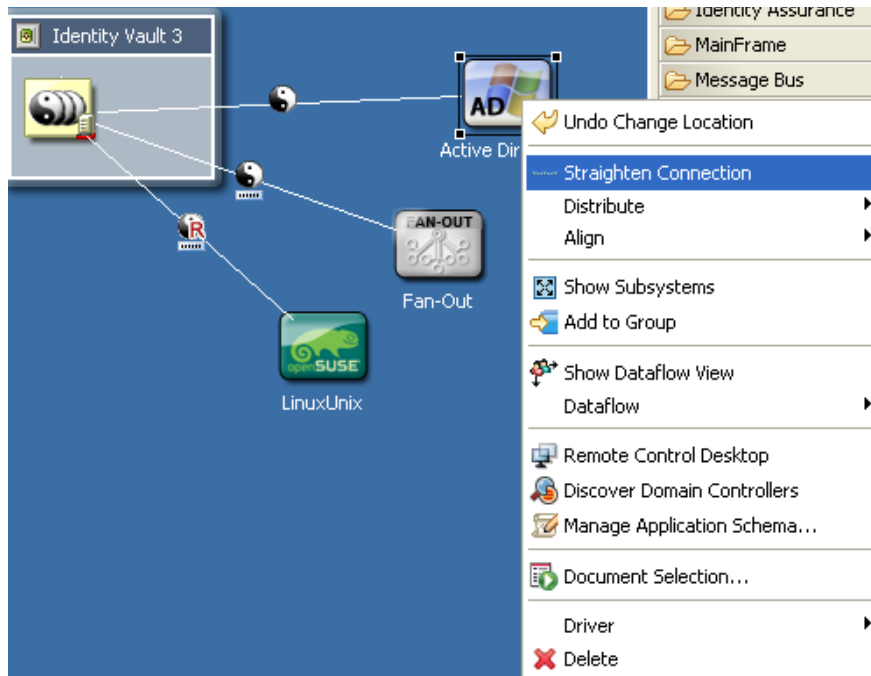 Identity Vault 3
Identity Assurance
MainFrame
Message Bus
AD
Active Dir
Undo Change Location
Straighten Connection
Distribute
Align
FAN-OUT
Fan-Out
Show Subsystems
Add to Group
R
openSUSE
LinuxUnix
Show Dataflow View
Dataflow
Remote Control Desktop
Discover Domain Controllers
Manage Application Schema...
Document Selection...
Driver
Delete